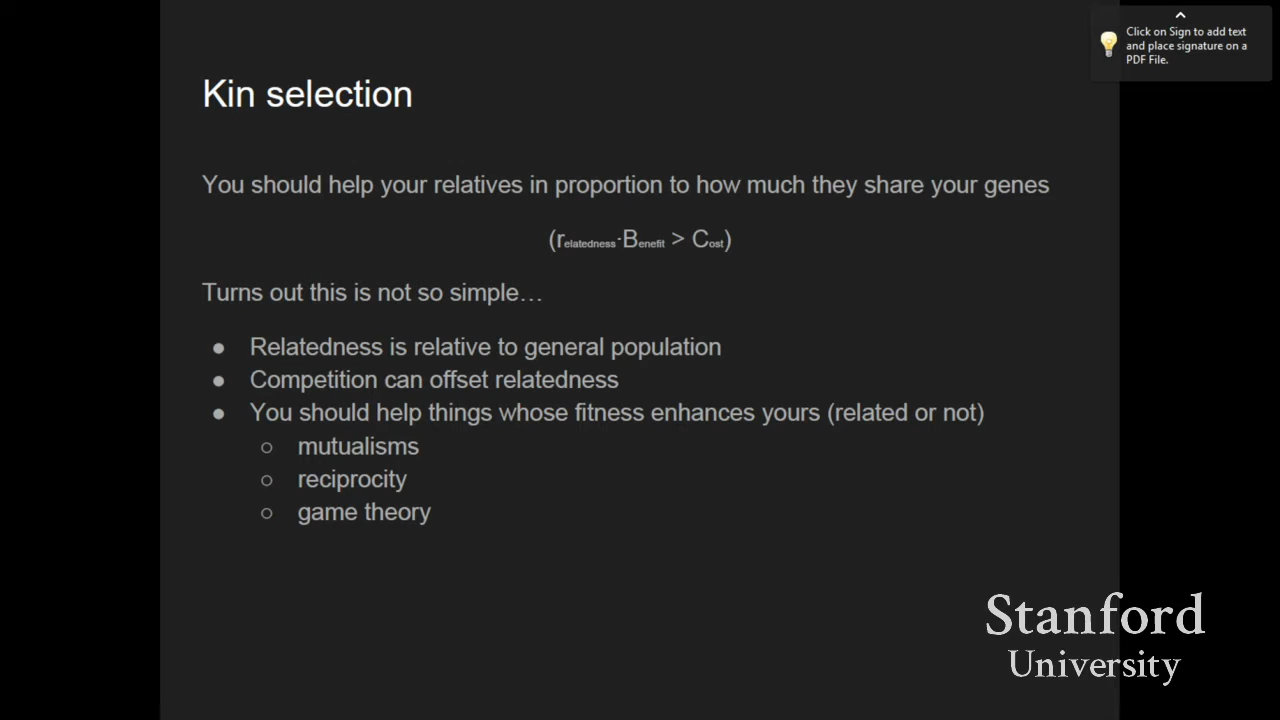 Click on Sign to add text
and place signature on a
PDF File.
Kin selection
You should help your relatives in proportion to how much they share your genes
(relatedness·Benefit > Cost)
Turns out this is not so simple…
● Relatedness is relative to general population
● Competition can offset relatedness
● You should help things whose fitness enhances yours (related or not)
○ mutualisms
○ reciprocity
○ game theory
Stanford
University